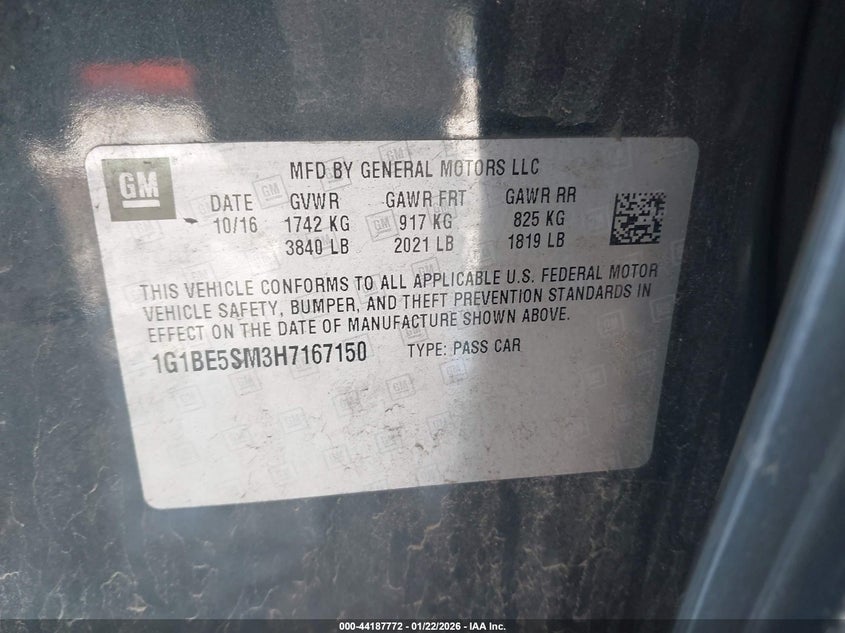 GM
MFD BY GENERAL MOTORS LLC
DATE GVWR GAWR FRT GAWR RR
10/16 1742 KG 917 KG 825 KG
3840 LB 2021 LB 1819 LB
THIS VEHICLE CONFORMS TO ALL APPLICABLE U.S. FEDERAL MOTOR
VEHICLE SAFETY, BUMPER, AND THEFT PREVENTION STANDARDS IN
EFFECT ON THE DATE OF MANUFACTURE SHOWN ABOVE.
1G1BE5SM3H7167150 TYPE: PASS CAR
000-44187772 — 01/22/2026 — IAA Inc.